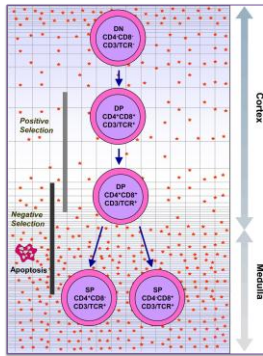 DN
CD4⁻CD8⁻
CD3/TCR⁻
DP
CD4⁺CD8⁺
CD3/TCR⁺
Positive
Selection
DP
CD4⁺CD8⁺
CD3/TCR⁺
Negative
Selection
Apoptosis
SP
CD4⁺CD8⁻
CD3/TCR⁺
SP
CD4⁻CD8⁺
CD3/TCR⁺
Cortex
Medulla